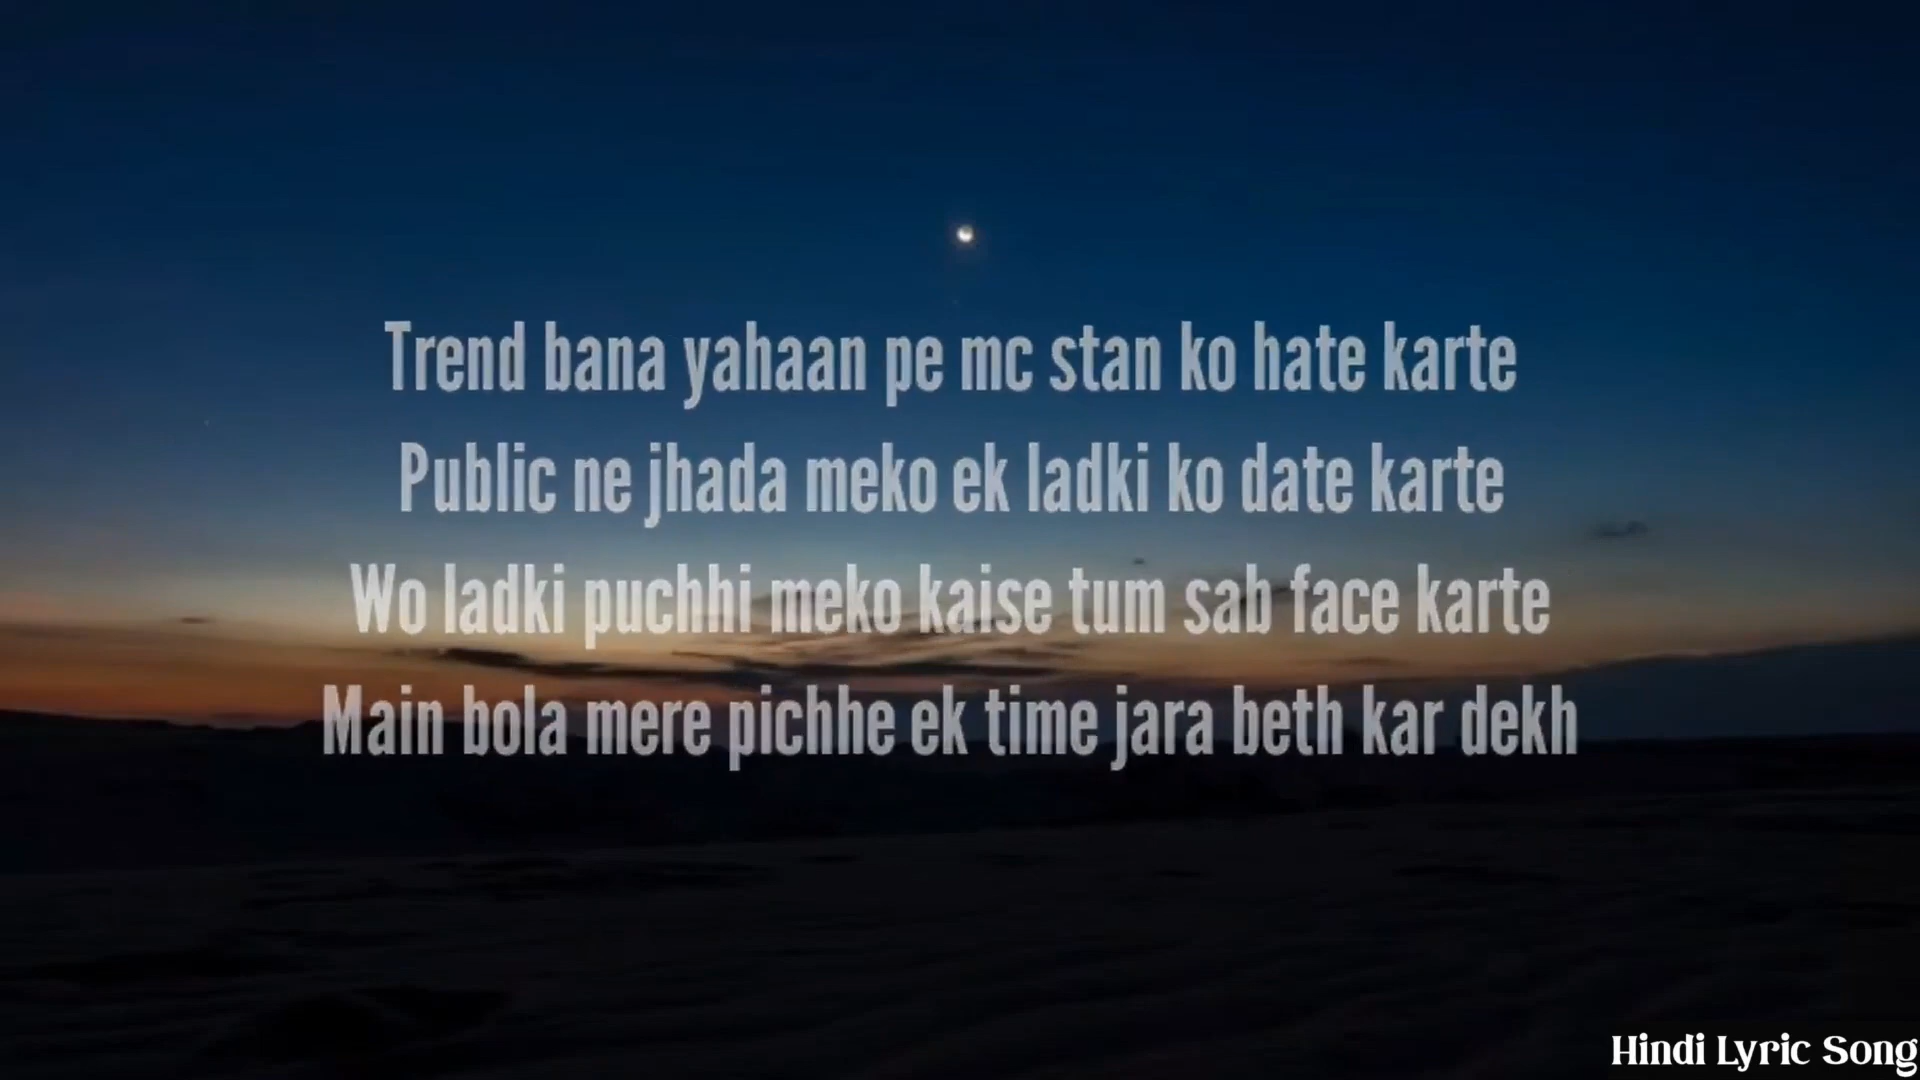 Trend bana yahaan pe mc stan ko hate karte
Public ne jhada meko ek ladki ko date karte
Wo ladki puchhi meko kaise tum sab face karte
Main bola mere pichhe ek time jara beth kar dekh
Hindi Lyric Song